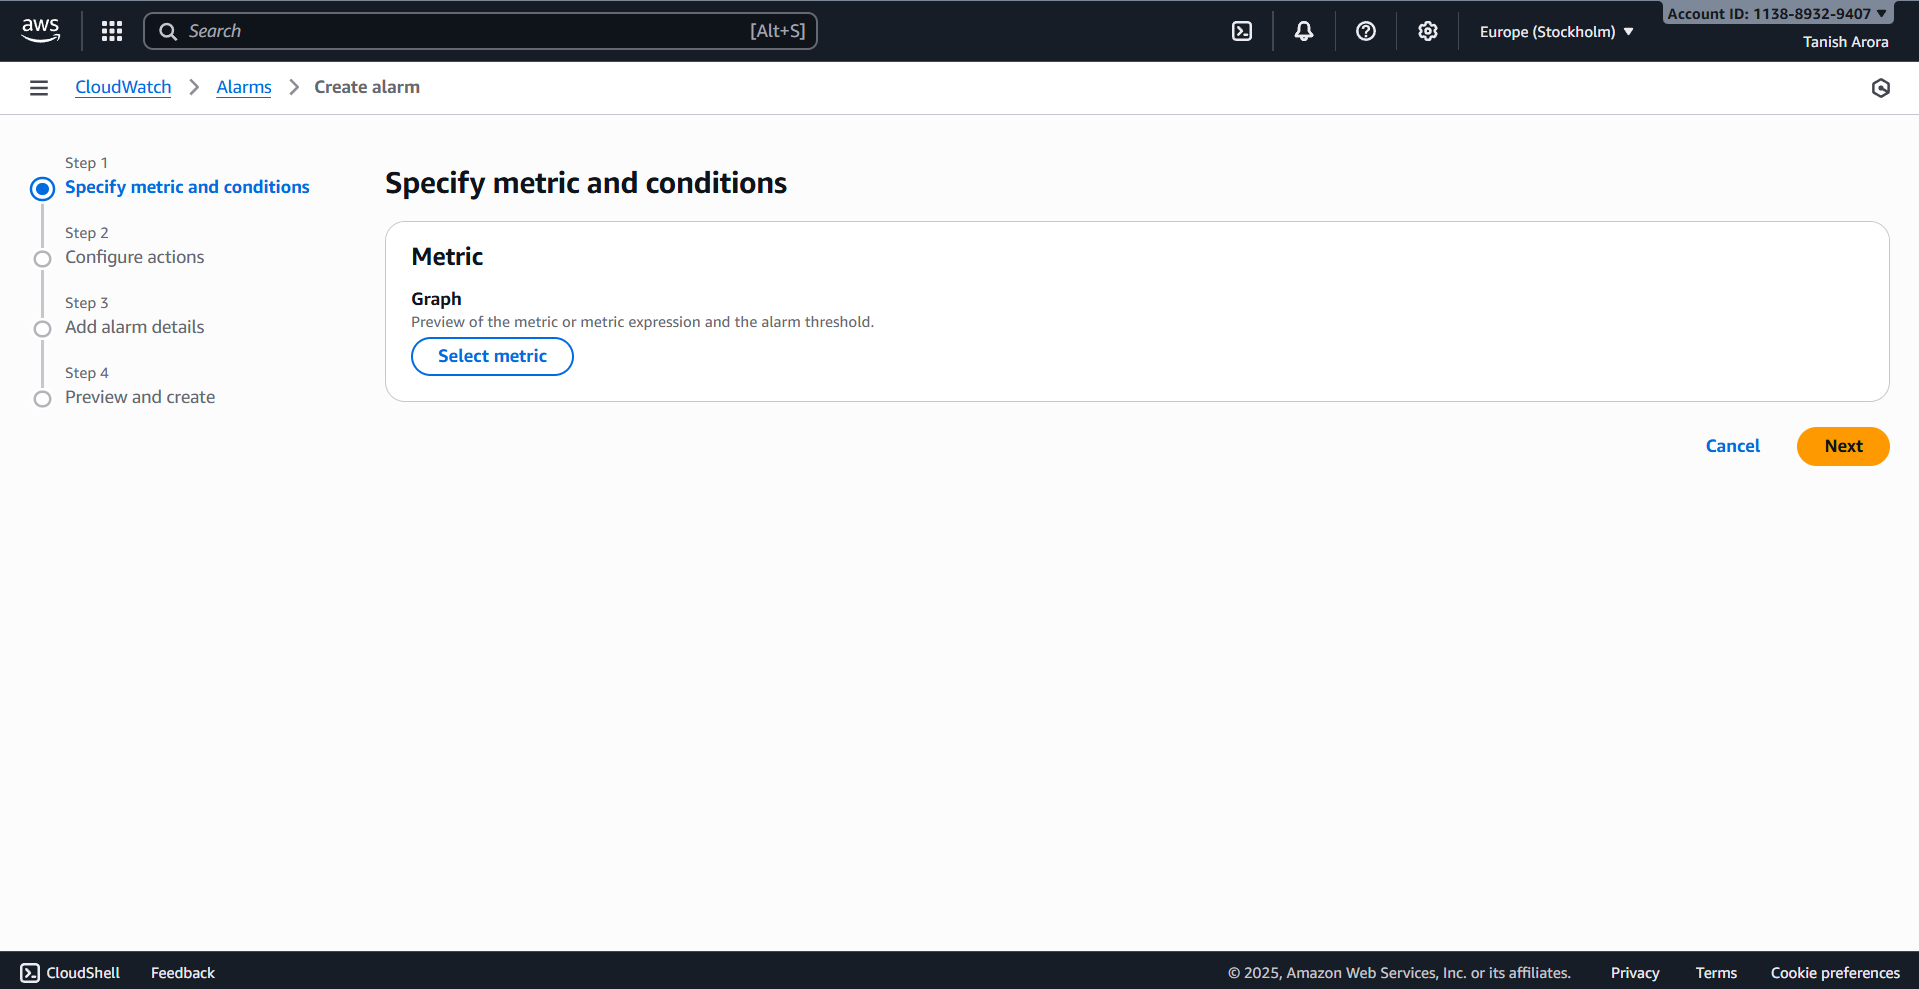 aws
Search
[Alt+S]
Europe (Stockholm)
Account ID: 1138-8932-9407
Tanish Arora
CloudWatch
Alarms
Create alarm
Step 1
Specify metric and conditions
Step 2
Configure actions
Step 3
Add alarm details
Step 4
Preview and create
Specify metric and conditions
Metric
Graph
Preview of the metric or metric expression and the alarm threshold.
Select metric
Cancel
Next
CloudShell
Feedback
© 2025, Amazon Web Services, Inc. or its affiliates.
Privacy
Terms
Cookie preferences